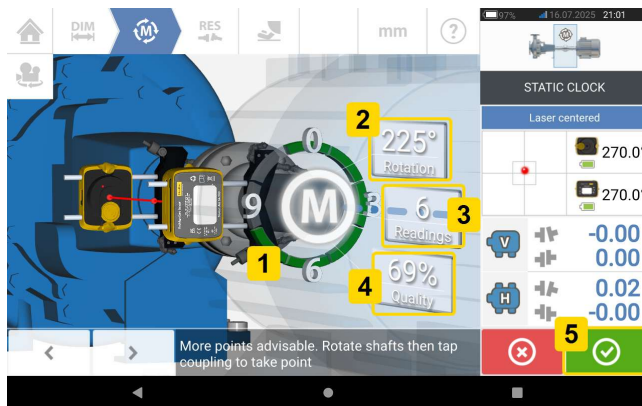 DIM
M
RES
mm
?
97%
16.07.2025 21:01
STATIC CLOCK
Laser centered
270.0°
270.0°
2
225°
Rotation
0
9
M
3
6
6
Readings
3
1
69%
Quality
4
V
-0.00
0.00
H
0.02
-0.00
More points advisable. Rotate shafts then tap
coupling to take point
5